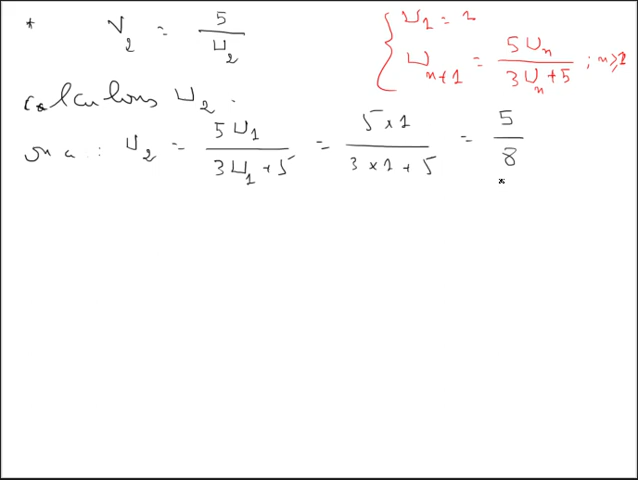 * V₂ = 5/U₂
{ U₁ = 1
U_{n+1} = 5U_n/(3U_n+5) ; n≥1
calculons U₂ .
on a : U₂ = 5U₁/(3U₁+5) = 5×1/(3×1+5) = 5/8